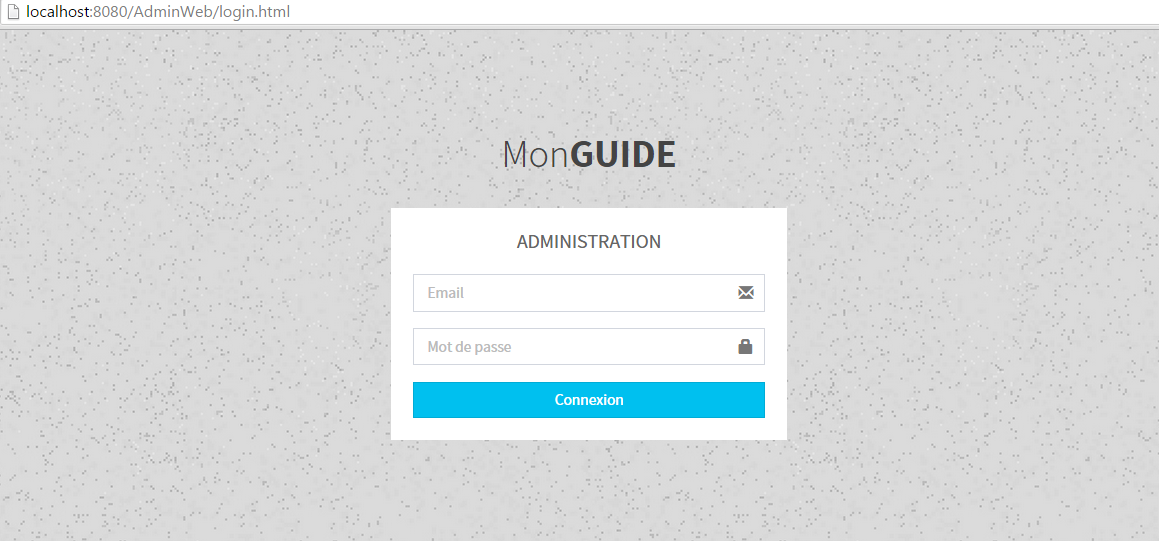 localhost:8080/AdminWeb/login.html
MonGUIDE
ADMINISTRATION
Email
Mot de passe
Connexion